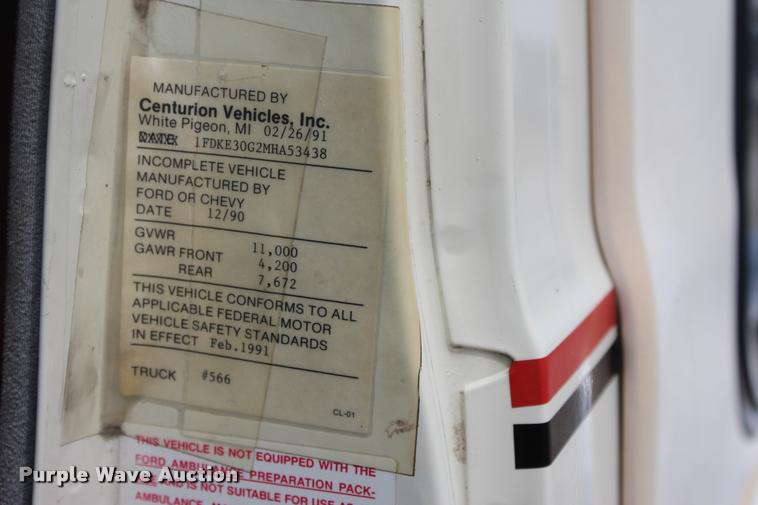 MANUFACTURED BY
Centurion Vehicles, Inc.
White Pigeon, MI 02/26/91
1FDKE30G2MHA53438
INCOMPLETE VEHICLE
MANUFACTURED BY
FORD OR CHEVY
DATE 12/90
GVWR 11,000
GAWR FRONT 4,200
REAR 7,672
THIS VEHICLE CONFORMS TO ALL
APPLICABLE FEDERAL MOTOR
VEHICLE SAFETY STANDARDS
IN EFFECT Feb.1991
TRUCK #566
CL-01
THIS VEHICLE IS NOT EQUIPPED WITH THE
FORD AMBULANCE PREPARATION PACK-
AND IS NOT SUITABLE FOR USE AS
AMBULANCE.
Purple Wave Auction